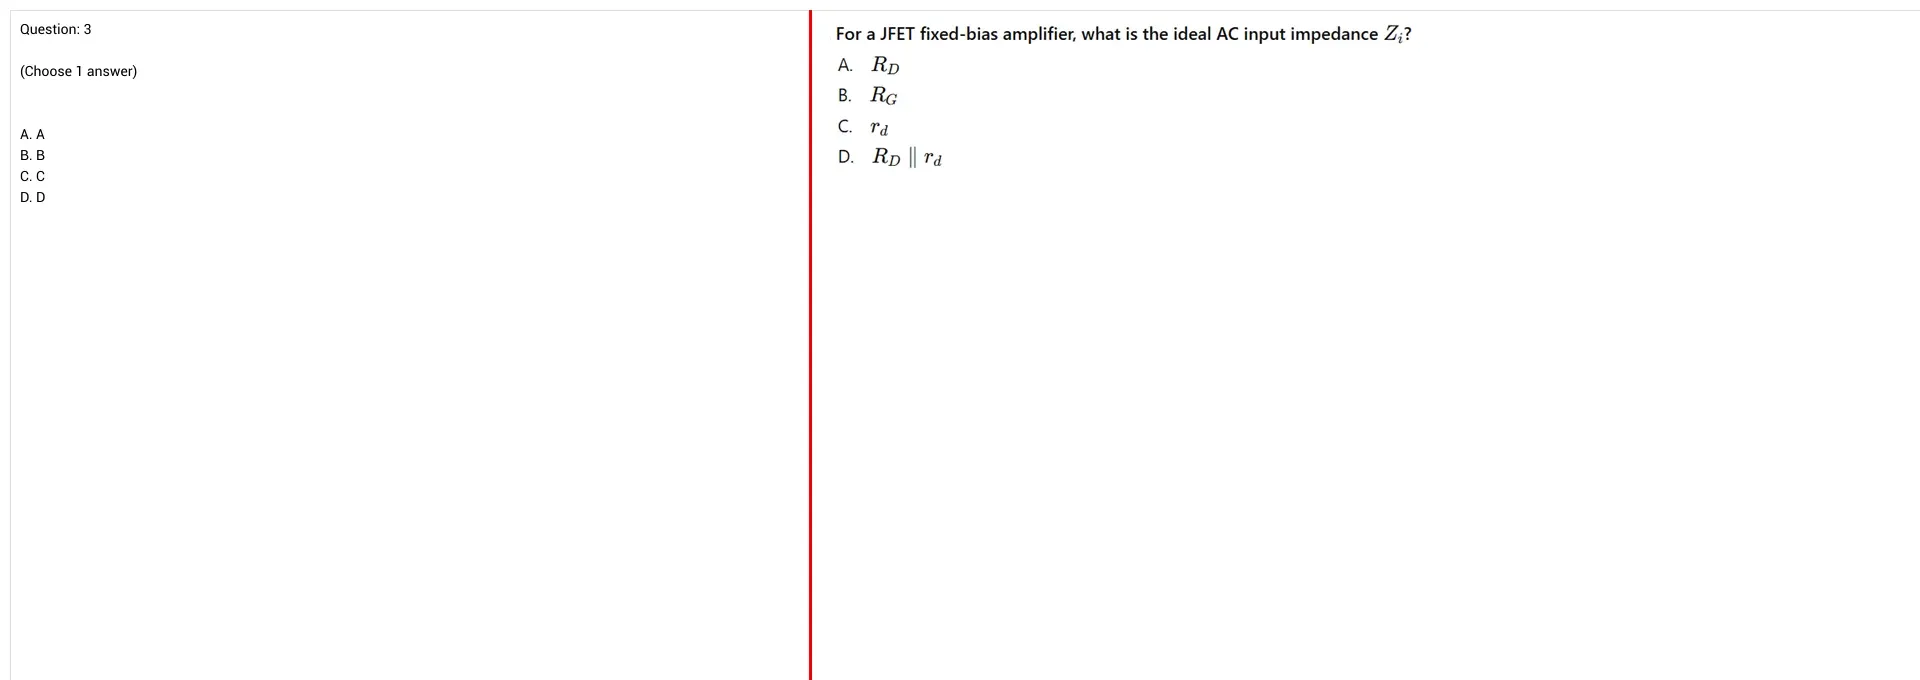 Question: 3
(Choose 1 answer)
A. A
B. B
C. C
D. D
For a JFET fixed-bias amplifier, what is the ideal AC input impedance Z_i?
A. R_D
B. R_G
C. r_d
D. R_D ∥ r_d